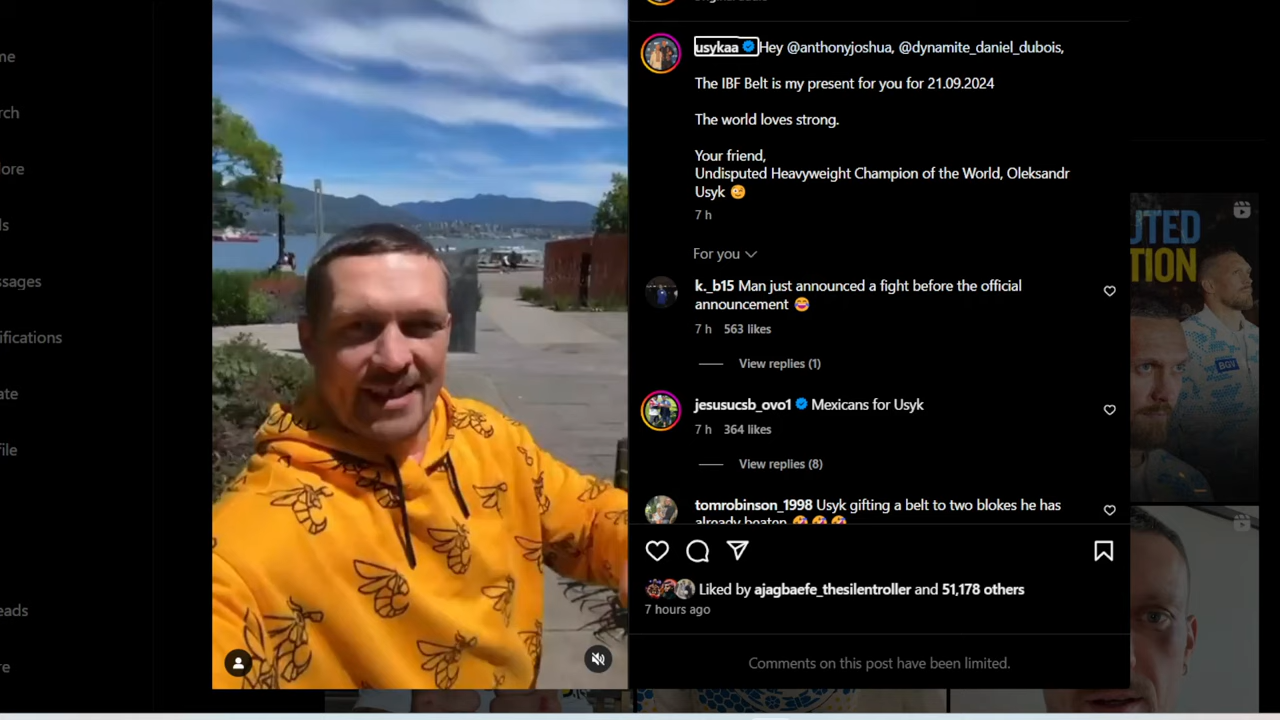 usykaa Hey @anthonyjoshua, @dynamite_daniel_dubois,
The IBF Belt is my present for you for 21.09.2024
The world loves strong.
Your friend,
Undisputed Heavyweight Champion of the World, Oleksandr
Usyk 😉
7 h
For you
k._b15 Man just announced a fight before the official
announcement 😂
7 h 563 likes
View replies (1)
jesusucsb_ovo1 Mexicans for Usyk
7 h 364 likes
View replies (8)
tomrobinson_1998 Usyk gifting a belt to two blokes he has
already beaten 🤣🤣🤣
Liked by ajagbaefe_thesilentroller and 51,178 others
7 hours ago
Comments on this post have been limited.
me
rch
ore
ls
ssages
ifications
ate
file
eads
re
UTED
TION
BGV